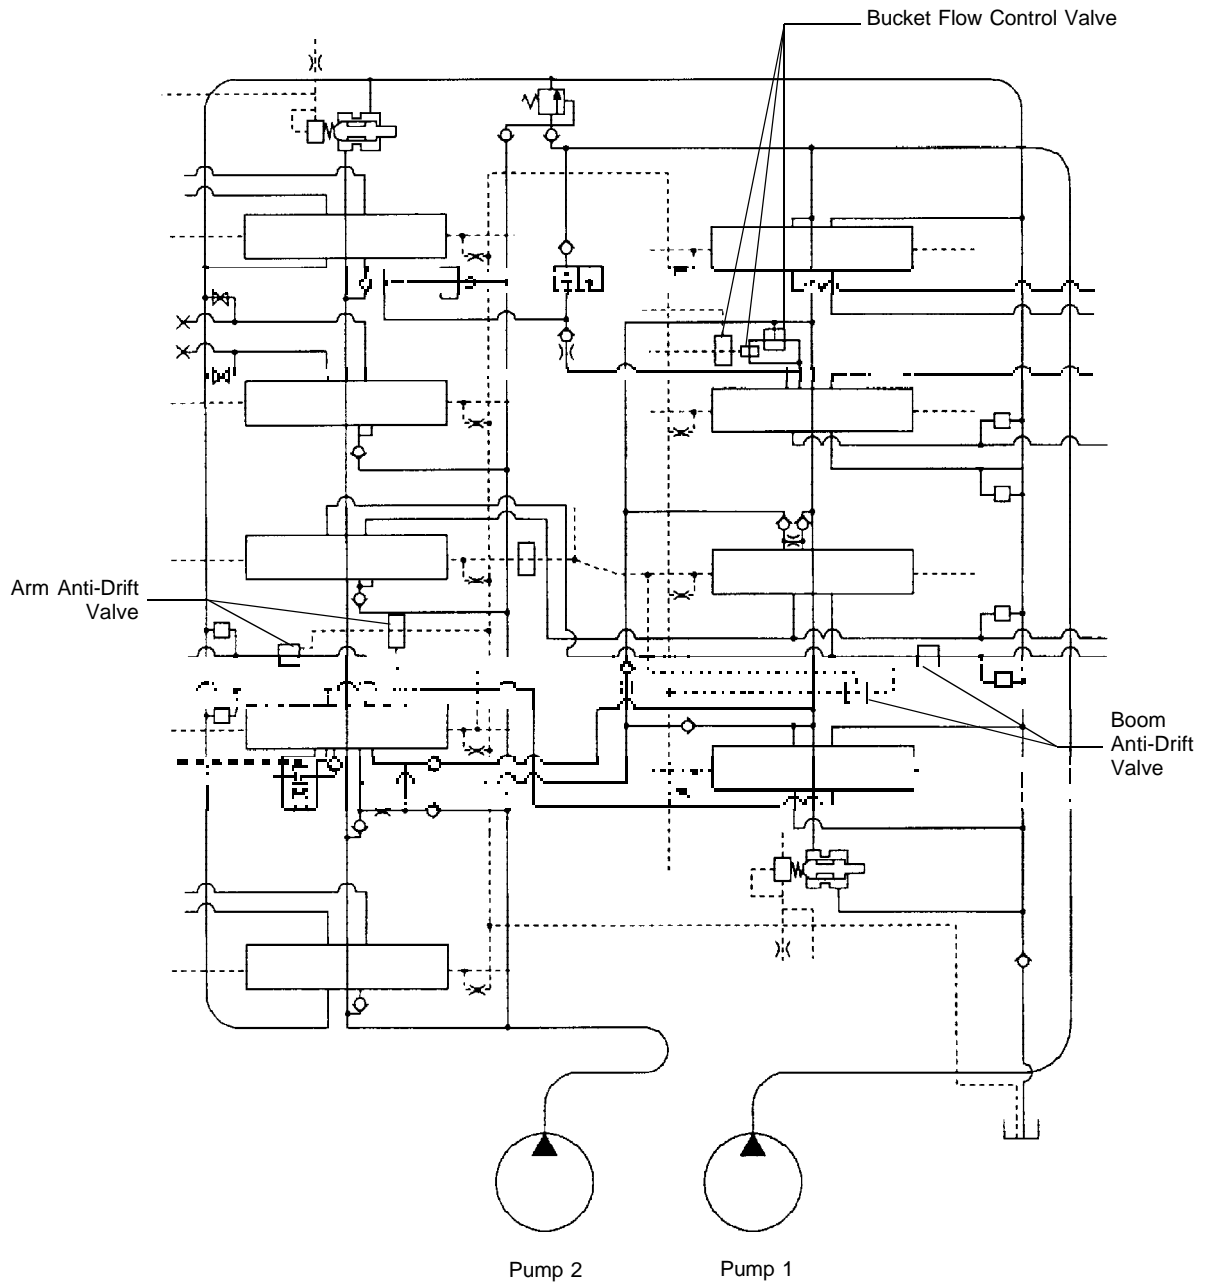 Bucket Flow Control Valve
Arm Anti-Drift
Valve
Boom
Anti-Drift
Valve
Pump 2
Pump 1